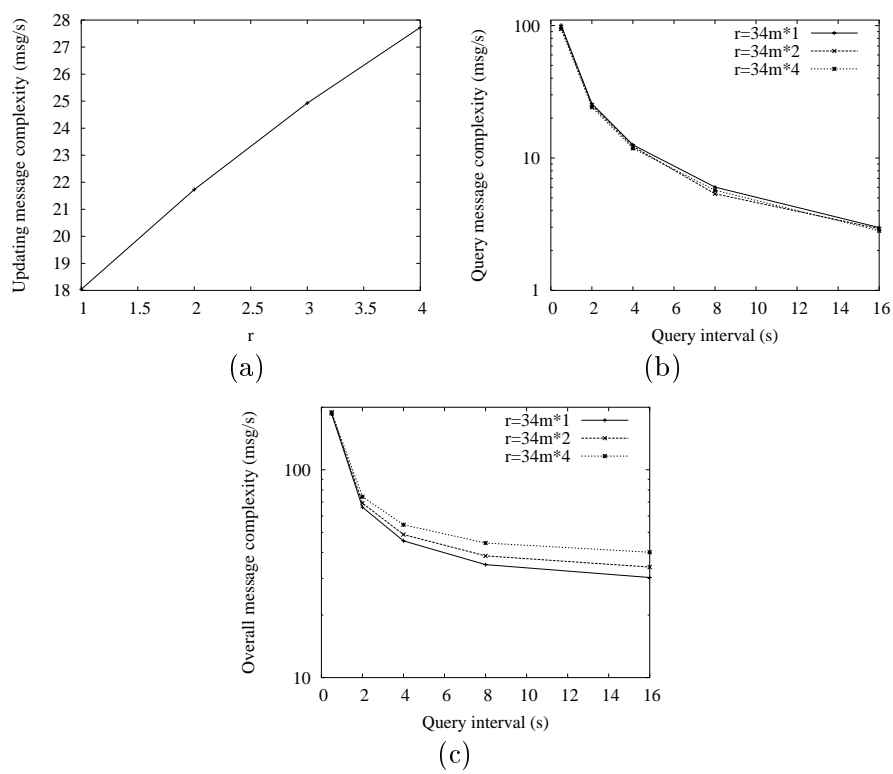 Updating message complexity (msg/s)
28
27
26
25
24
23
22
21
20
19
18
1 1.5 2 2.5 3 3.5 4
r
(a)
Query message complexity (msg/s)
100
10
1
r=34m*1
r=34m*2
r=34m*4
0 2 4 6 8 10 12 14 16
Query interval (s)
(b)
Overall message complexity (msg/s)
100
10
r=34m*1
r=34m*2
r=34m*4
0 2 4 6 8 10 12 14 16
Query interval (s)
(c)